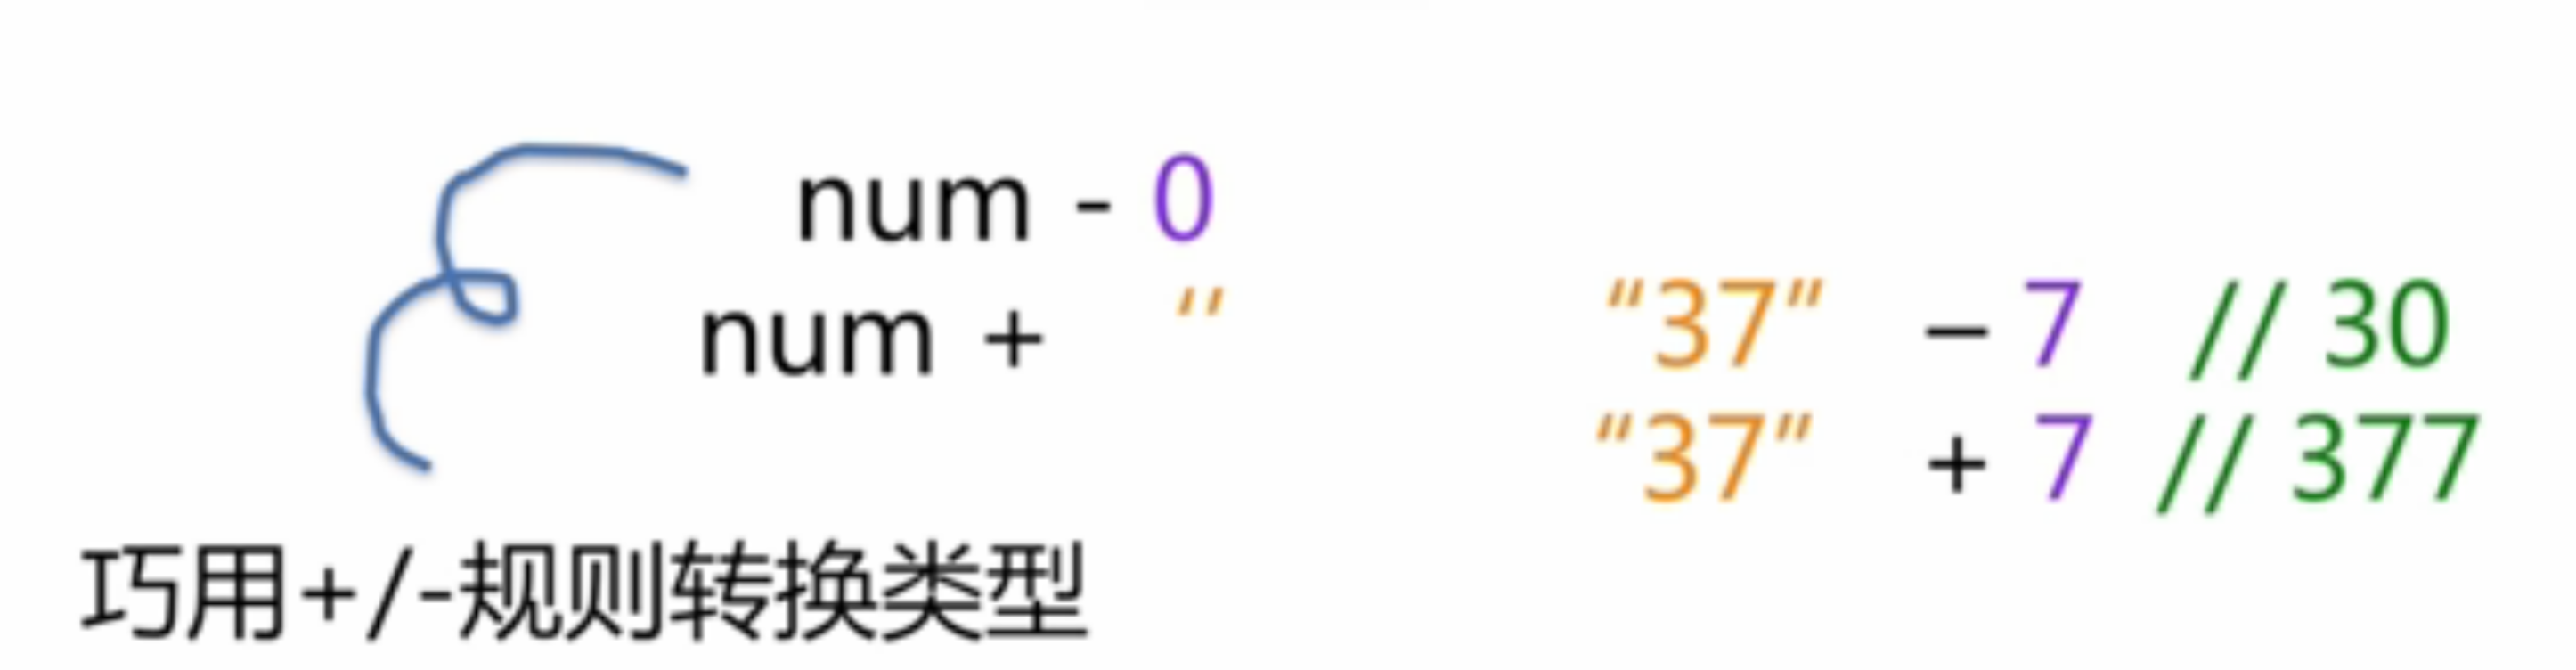 num - 0
num + ‘’
“37” – 7 // 30
“37” + 7 // 377
巧用+/-规则转换类型